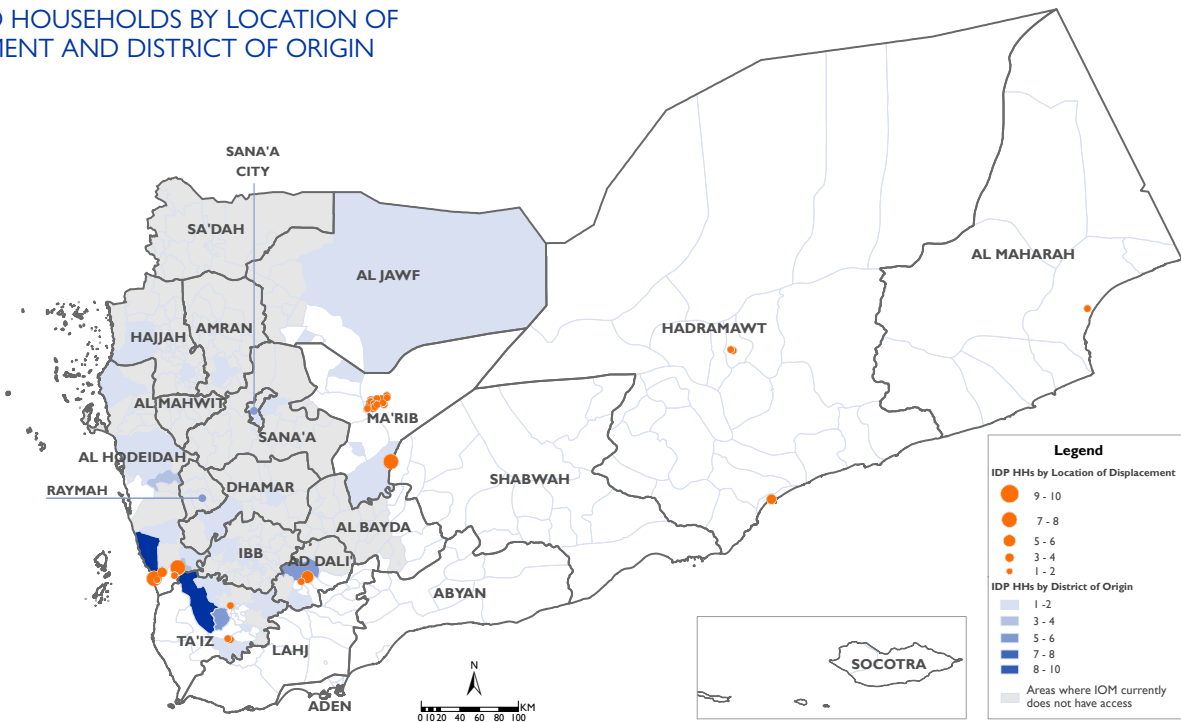 HOUSEHOLDS BY LOCATION OF
MENT AND DISTRICT OF ORIGIN
SANA'A
CITY
SA'DAH
AL JAWF
AL MAHARAH
HAJJAH
AMRAN
HADRAMAWT
AL MAHWIT
MA'RIB
SANA'A
AL HODEIDAH
RAYMAH
DHAMAR
SHABWAH
AL BAYDA
IBB
AD DALI'
ABYAN
TA'IZ
LAHJ
ADEN
SOCOTRA
N
0 10 20 40 60 80 100 KM
Legend
IDP HHs by Location of Displacement
9 - 10
7 - 8
5 - 6
3 - 4
1 - 2
IDP HHs by District of Origin
1 -2
3 - 4
5 - 6
7 - 8
8 - 10
Areas where IOM currently
does not have access